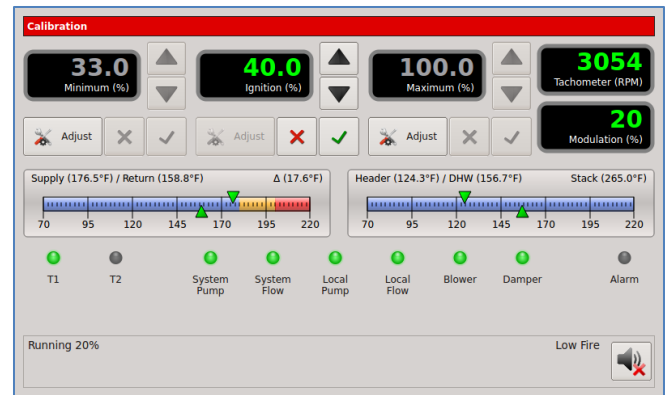 Calibration
33.0
Minimum (%)
40.0
Ignition (%)
100.0
Maximum (%)
3054
Tachometer (RPM)
20
Modulation (%)
Adjust
Adjust
Adjust
Supply (176.5°F) / Return (158.8°F) Δ (17.6°F)
70 95 120 145 170 195 220
Header (124.3°F) / DHW (156.7°F) Stack (265.0°F)
70 95 120 145 170 195 220
T1
T2
System
Pump
System
Flow
Local
Pump
Local
Flow
Blower
Damper
Alarm
Running 20%
Low Fire